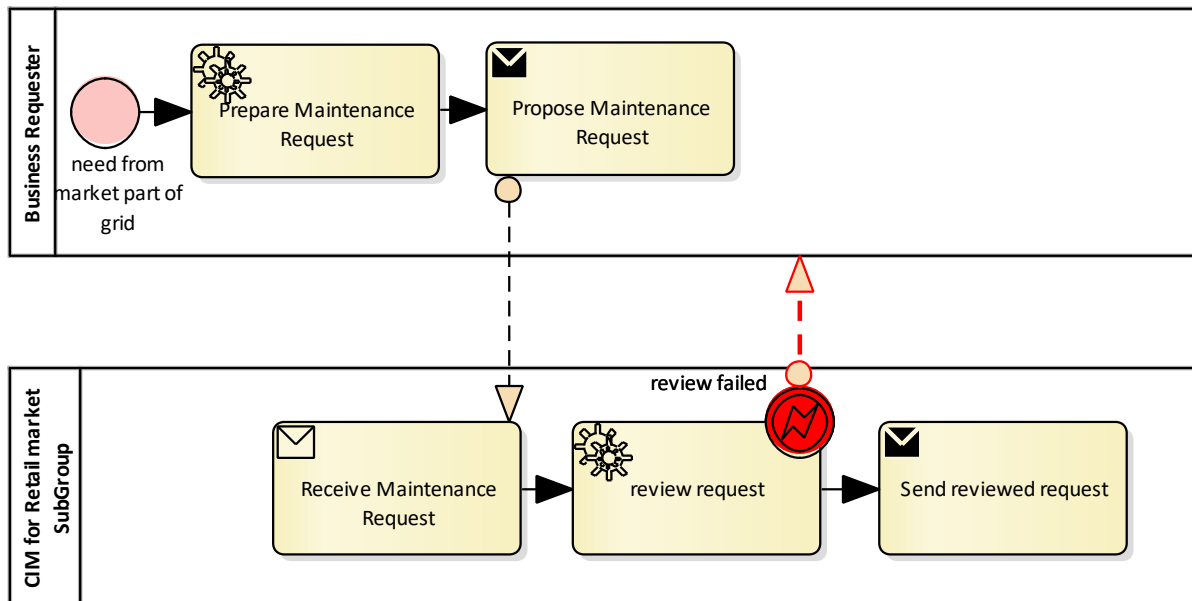 Business Requester
need from
market part of
grid
Prepare Maintenance
Request
Propose Maintenance
Request
CIM for Retail market
SubGroup
Receive Maintenance
Request
review failed
review request
Send reviewed request